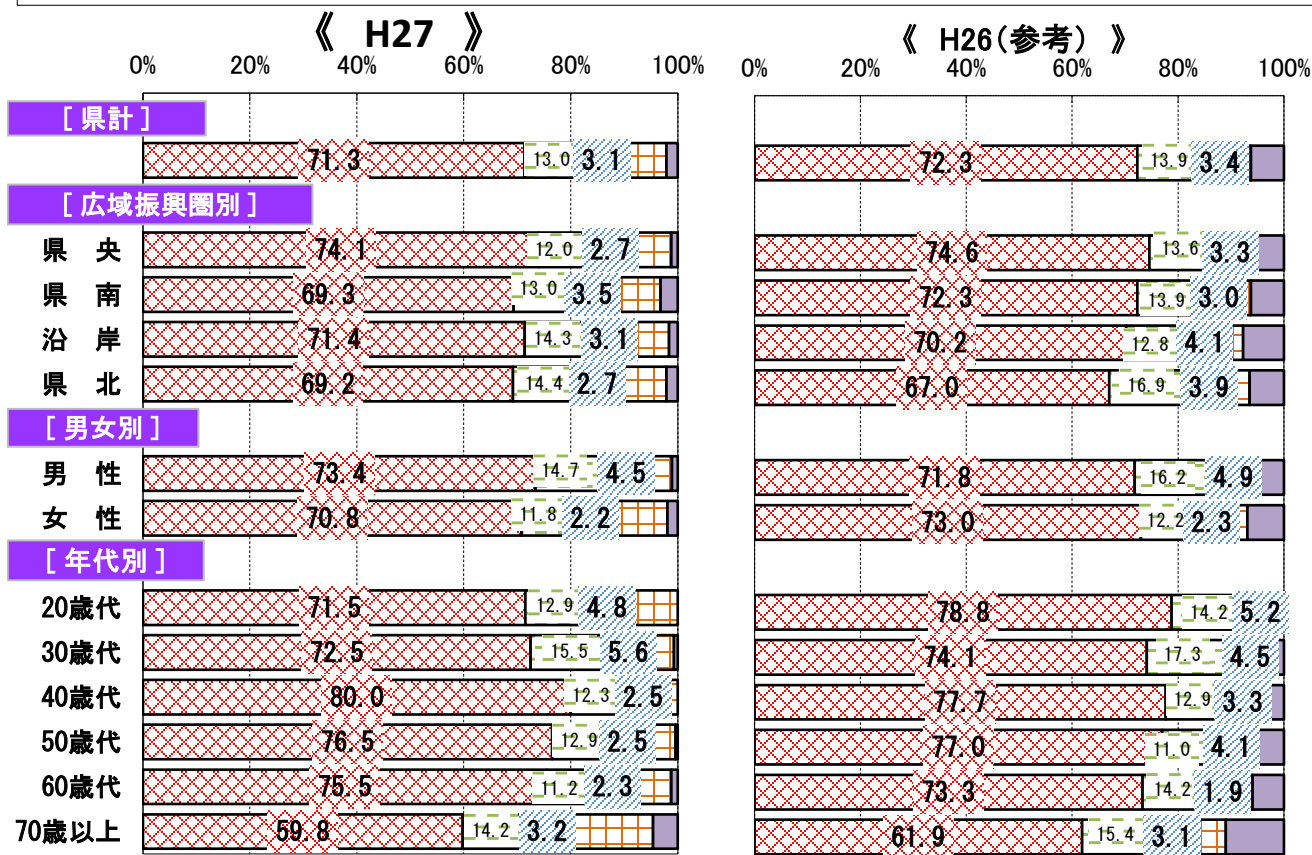 《 H27 》
《 H26(参考) 》
0% 20% 40% 60% 80% 100%
0% 20% 40% 60% 80% 100%
[ 県計 ]
71.3 13.0 3.1
72.3 13.9 3.4
[ 広域振興圏別 ]
県 央 74.1 12.0 2.7
74.6 13.6 3.3
県 南 69.3 13.0 3.5
72.3 13.9 3.0
沿 岸 71.4 14.3 3.1
70.2 12.8 4.1
県 北 69.2 14.4 2.7
67.0 16.9 3.9
[ 男女別 ]
男 性 73.4 14.7 4.5
71.8 16.2 4.9
女 性 70.8 11.8 2.2
73.0 12.2 2.3
[ 年代別 ]
20歳代 71.5 12.9 4.8
78.8 14.2 5.2
30歳代 72.5 15.5 5.6
74.1 17.3 4.5
40歳代 80.0 12.3 2.5
77.7 12.9 3.3
50歳代 76.5 12.9 2.5
77.0 11.0 4.1
60歳代 75.5 11.2 2.3
73.3 14.2 1.9
70歳以上 59.8 14.2 3.2
61.9 15.4 3.1